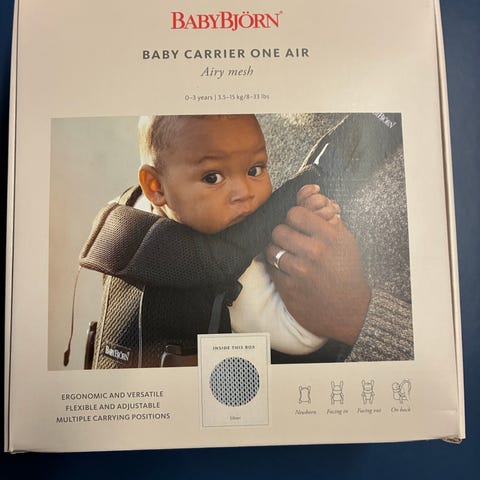 BABYBJÖRN®
BABY CARRIER ONE AIR
Airy mesh
0–3 years | 3.5–15 kg/8–33 lbs
BABYBJÖRN
BABYBJÖRN
INSIDE THIS BOX
Silver
ERGONOMIC AND VERSATILE
FLEXIBLE AND ADJUSTABLE
MULTIPLE CARRYING POSITIONS
Newborn Facing in Facing out On back